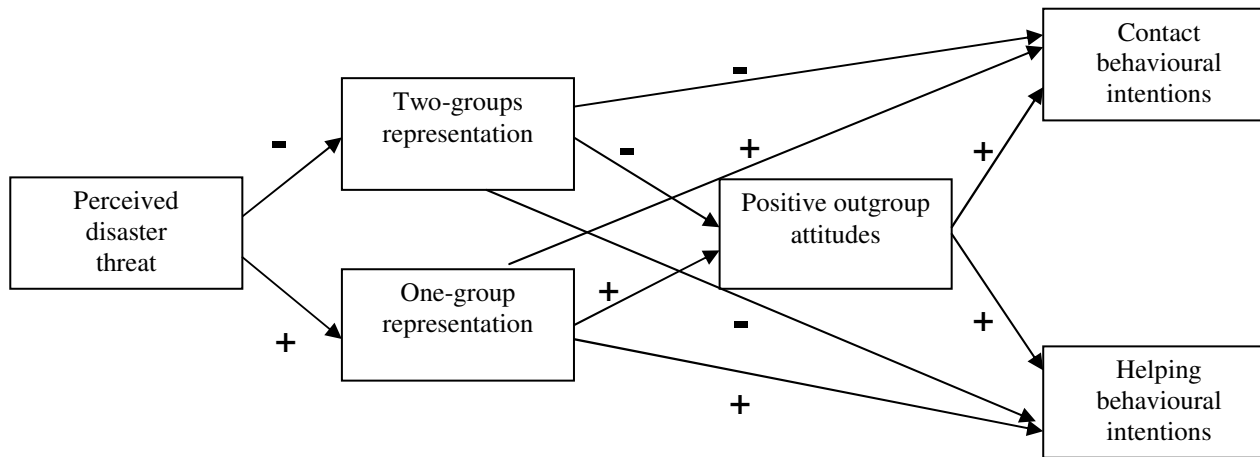 Contact
behavioural
intentions
-
Two-groups
representation
-
-
+
+
Perceived
disaster
threat
Positive outgroup
attitudes
One-group
representation
+
-
+
+
+
Helping
behavioural
intentions